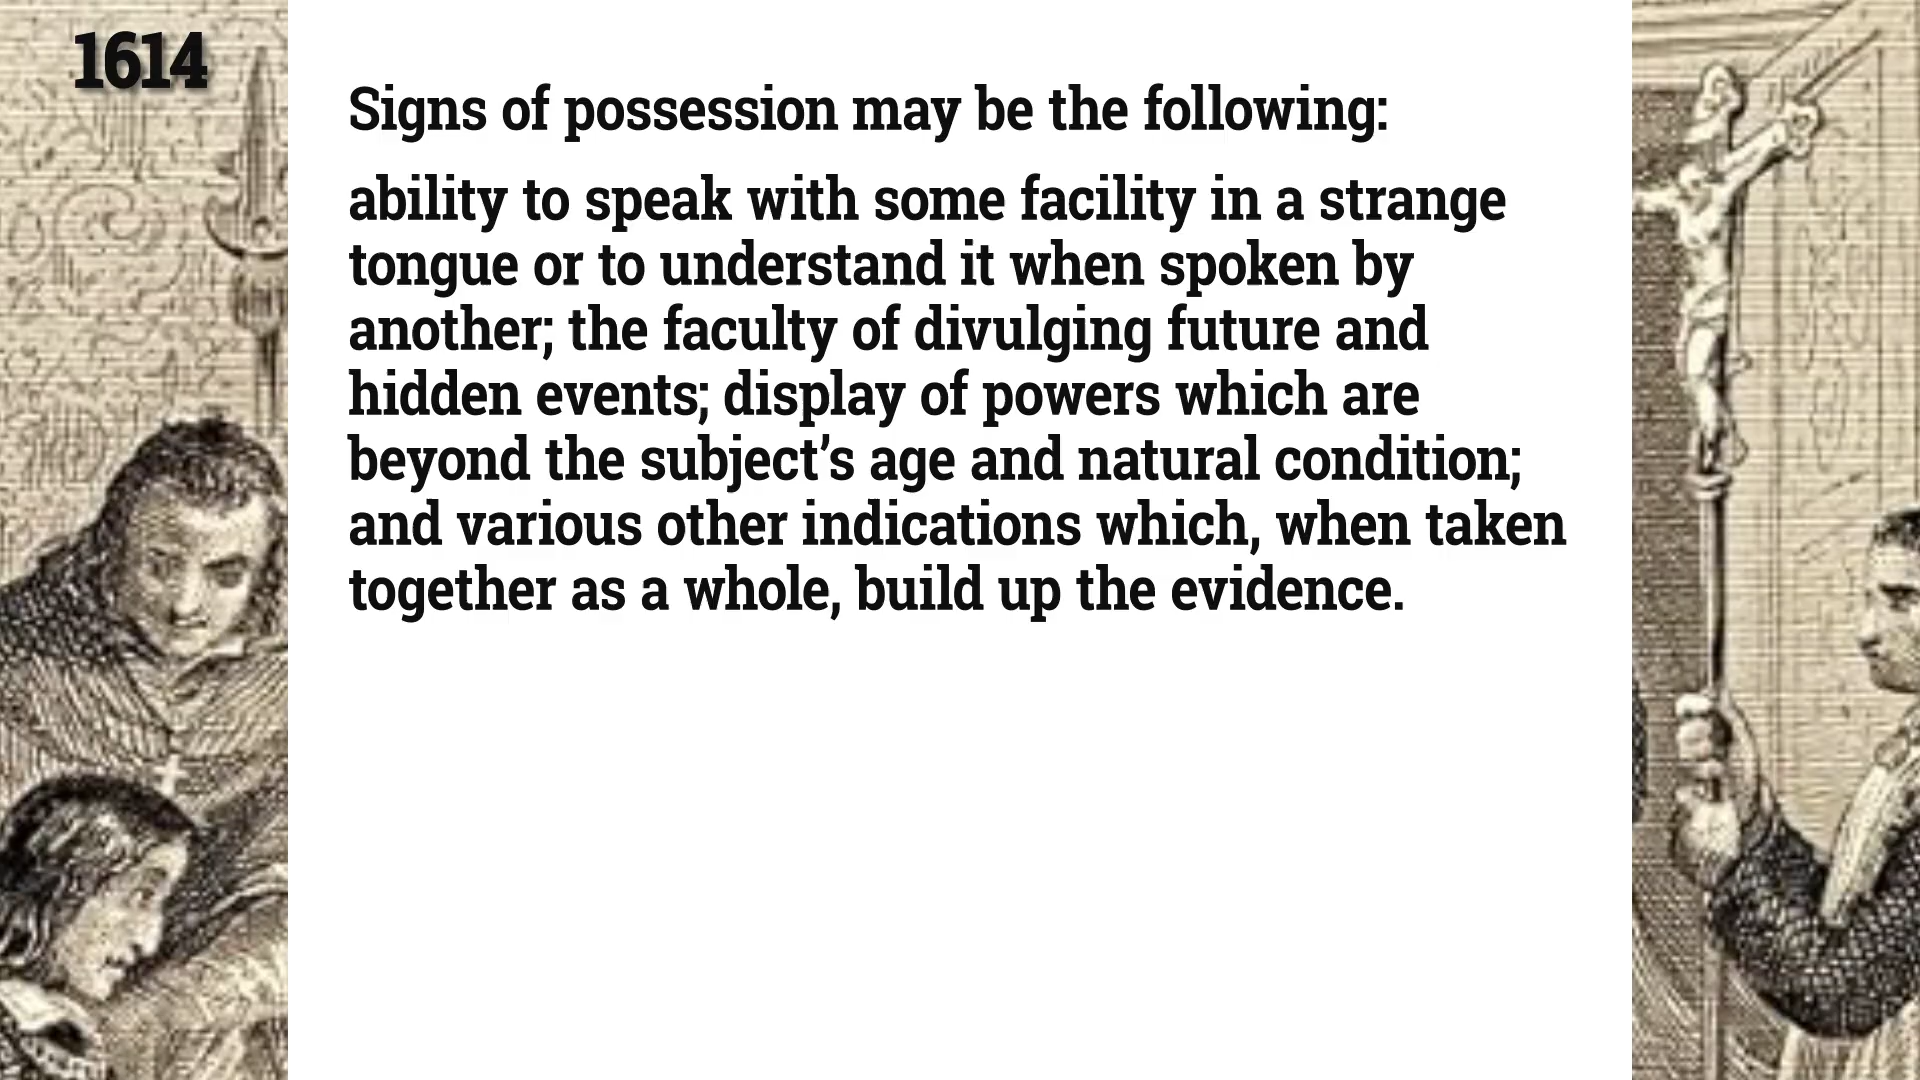 1614
Signs of possession may be the following:
ability to speak with some facility in a strange
tongue or to understand it when spoken by
another; the faculty of divulging future and
hidden events; display of powers which are
beyond the subject’s age and natural condition;
and various other indications which, when taken
together as a whole, build up the evidence.